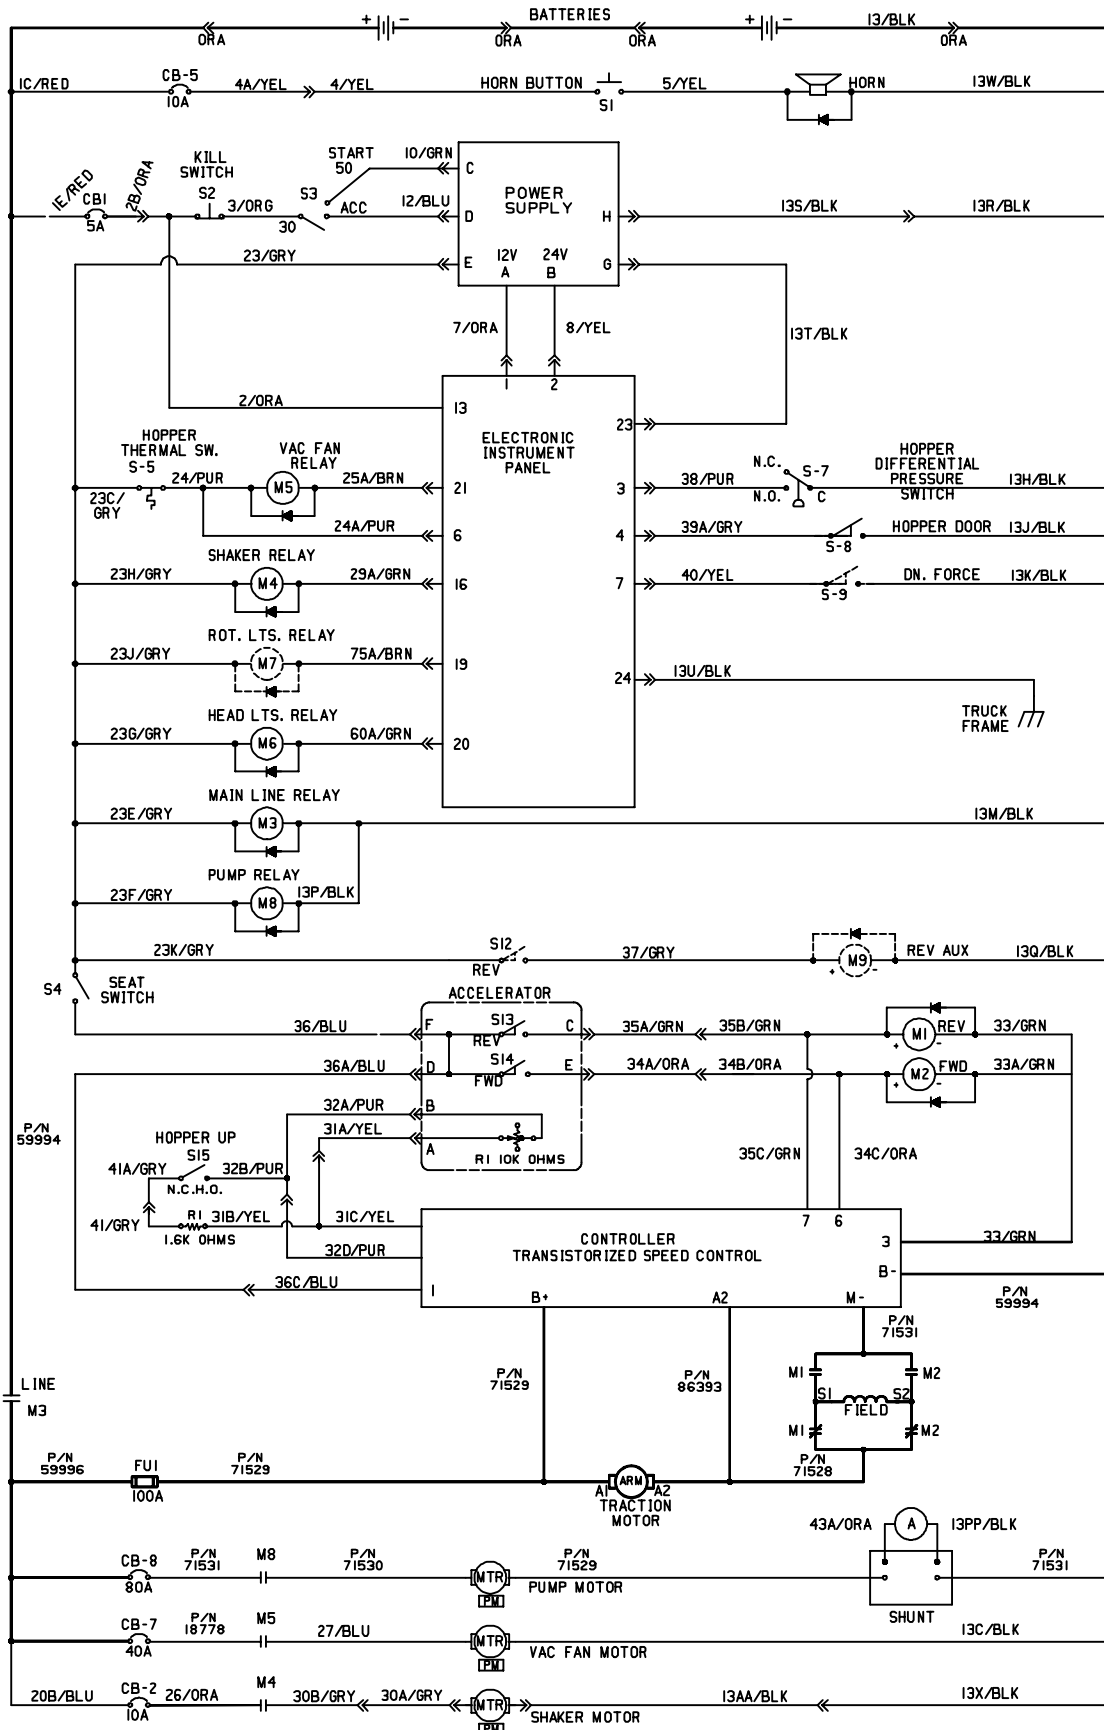 BATTERIES
+ - + - 13/BLK
ORA ORA ORA ORA
1C/RED CB-5 4A/YEL 4/YEL HORN BUTTON 5/YEL HORN 13W/BLK
10A S1
1E/RED 2B/ORA KILL SWITCH START 50 10/GRN C
CB1 S2 3/ORG S3 ACC 12/BLU D POWER SUPPLY H 13S/BLK 13R/BLK
5A 30
23/GRY E 12V 24V G
A B
7/ORA 8/YEL 13T/BLK
1 2
2/ORA 13 23
HOPPER
THERMAL SW.
S-5
VAC FAN
RELAY
ELECTRONIC
INSTRUMENT
PANEL
N.C. S-7
N.O. C
HOPPER
DIFFERENTIAL
PRESSURE
SWITCH
23C/
GRY
24/PUR M5 25A/BRN 21 3 38/PUR 13H/BLK
24A/PUR 6 4 39A/GRY S-8 HOPPER DOOR 13J/BLK
SHAKER RELAY
23H/GRY M4 29A/GRN 16 7 40/YEL S-9 DN. FORCE 13K/BLK
ROT. LTS. RELAY
23J/GRY M7 75A/BRN 19 24 13U/BLK
TRUCK
FRAME
HEAD LTS. RELAY
23G/GRY M6 60A/GRN 20
MAIN LINE RELAY
23E/GRY M3 13M/BLK
PUMP RELAY
23F/GRY M8 13P/BLK
23K/GRY S12 37/GRY M9 REV AUX 13Q/BLK
REV + -
S4 SEAT
SWITCH
ACCELERATOR
36/BLU F S13 C 35A/GRN 35B/GRN M1 REV 33/GRN
REV + -
36A/BLU D S14 E 34A/ORA 34B/ORA M2 FWD 33A/GRN
FWD + -
32A/PUR B
31A/YEL A R1 10K OHMS
P/N
59994
HOPPER UP
S15
41A/GRY 32B/PUR 35C/GRN 34C/ORA
N.C.H.O.
41/GRY R1 31B/YEL 31C/YEL 7 6
1.6K OHMS
32D/PUR
CONTROLLER
TRANSISTORIZED SPEED CONTROL
3 33/GRN
B-
36C/BLU 1 B+ A2 M-
P/N
59994
P/N
71531
P/N
71529
P/N
86393
M1 M2
S1 S2
FIELD
M1 M2
LINE
M3
P/N
59996
FU1
100A
P/N
71529
P/N
71528
A1 ARM A2
TRACTION
MOTOR
43A/ORA A 13PP/BLK
CB-8
80A
P/N
71531
M8
P/N
71530
MTR
PM
P/N
71529
PUMP MOTOR
P/N
71531
SHUNT
CB-7
40A
P/N
18778
M5 27/BLU MTR
PM
VAC FAN MOTOR
13C/BLK
20B/BLU CB-2 26/ORA M4 30B/GRY 30A/GRY MTR 13AA/BLK 13X/BLK
10A
PM
SHAKER MOTOR